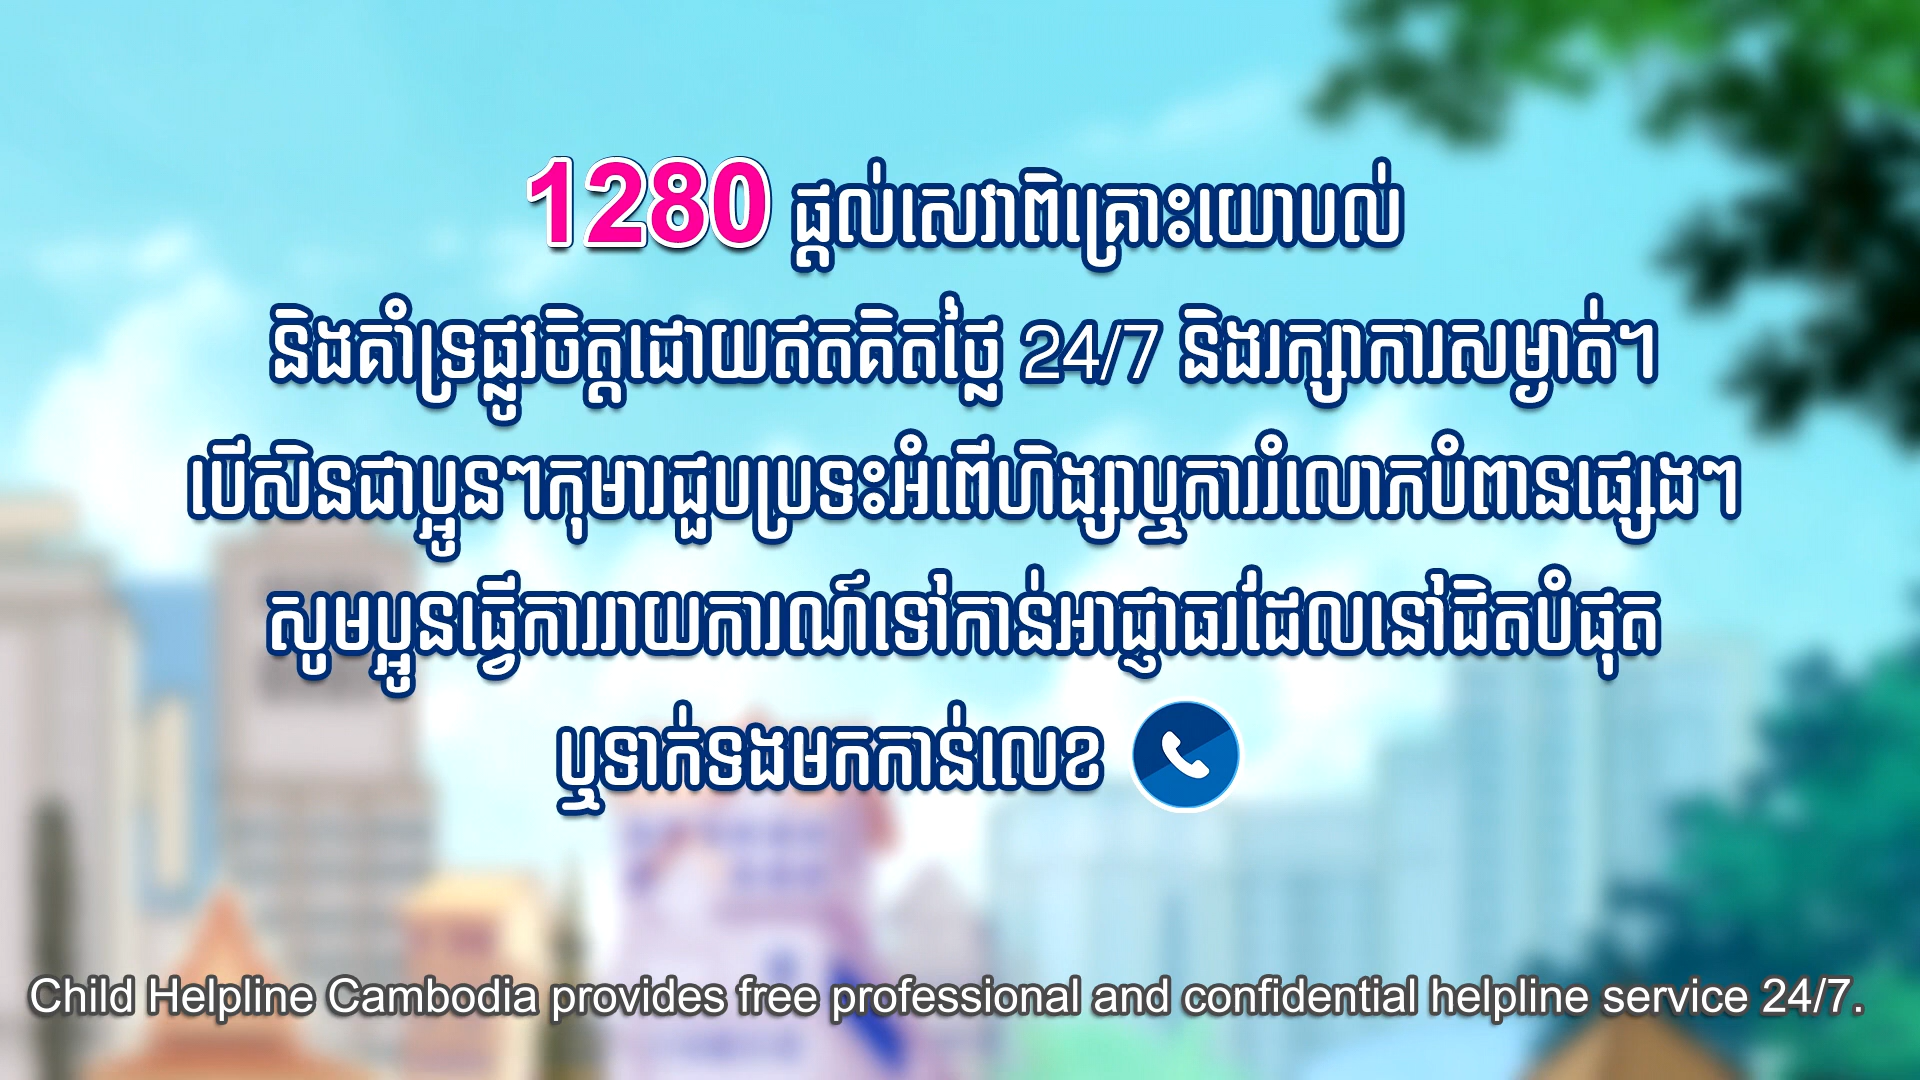 1280 ផ្ដល់សេវាពិគ្រោះយោបល់
និងគាំទ្រផ្លូវចិត្តដោយឥតគិតថ្លៃ 24/7 និងរក្សាការសម្ងាត់ៗ
បើសិនជាប្អូនៗកុមារជួបប្រទះអំពើហិង្សាឬការរំលោភបំពានផ្សេងៗ
សូមប្អូនធ្វើការរាយការណ៍ទៅកាន់អាជ្ញាធរដែលនៅជិតបំផុត
ឬទាក់ទងមកកាន់លេខ
Child Helpline Cambodia provides free professional and confidential helpline service 24/7.